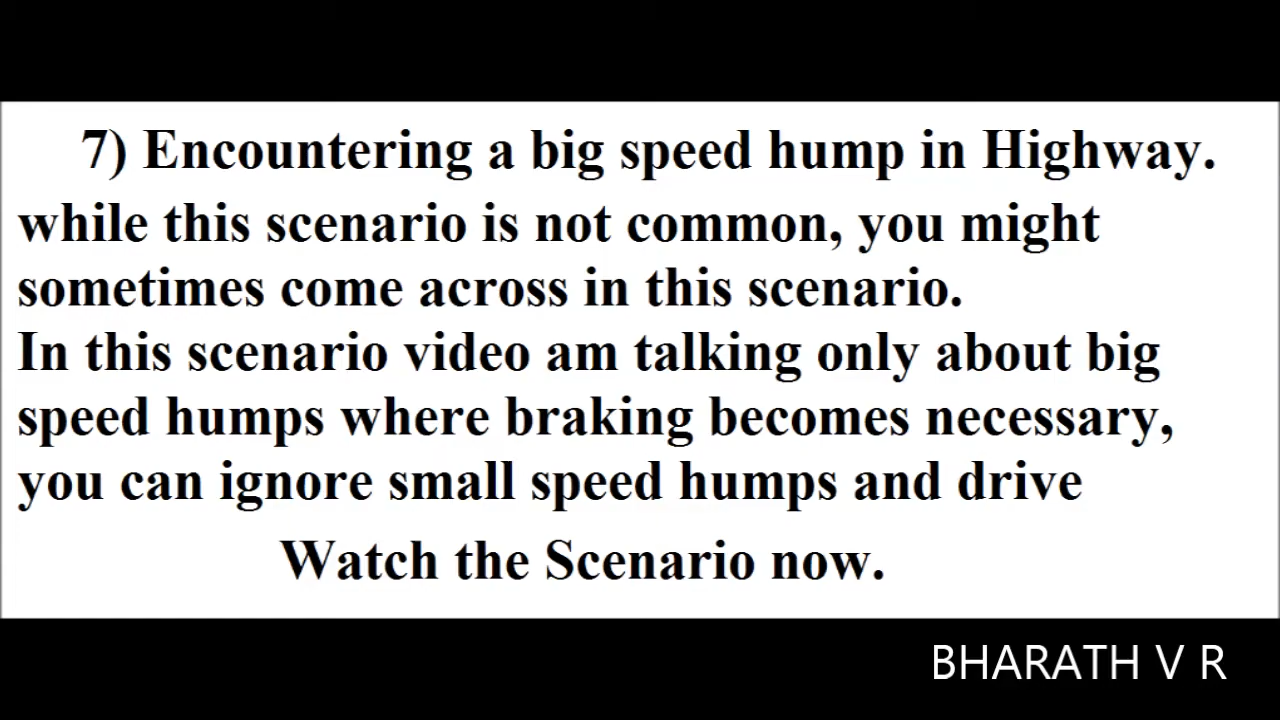 7) Encountering a big speed hump in Highway.
while this scenario is not common, you might
sometimes come across in this scenario.
In this scenario video am talking only about big
speed humps where braking becomes necessary,
you can ignore small speed humps and drive
Watch the Scenario now.
BHARATH V R